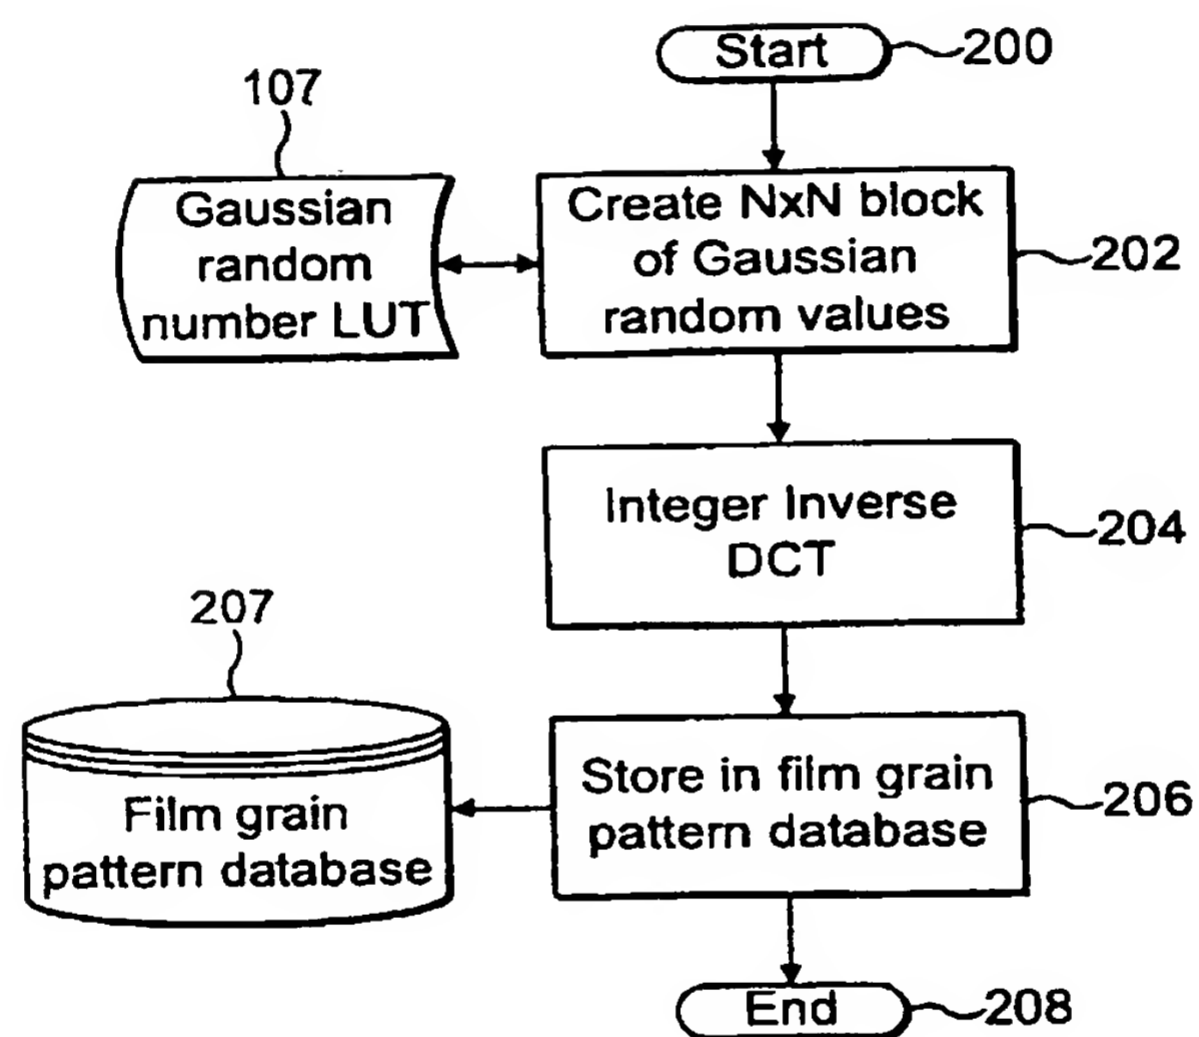 Start
200
107
Gaussian
random
number LUT
Create NxN block
of Gaussian
random values
202
Integer Inverse
DCT
204
207
Film grain
pattern database
Store in film grain
pattern database
206
End
208